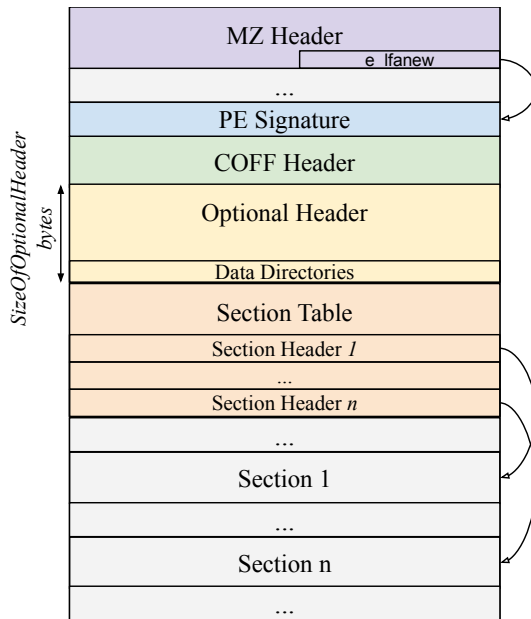 MZ Header
e_lfanew
...
PE Signature
COFF Header
SizeOfOptionalHeader
bytes
Optional Header
Data Directories
Section Table
Section Header 1
...
Section Header n
...
Section 1
...
Section n
...